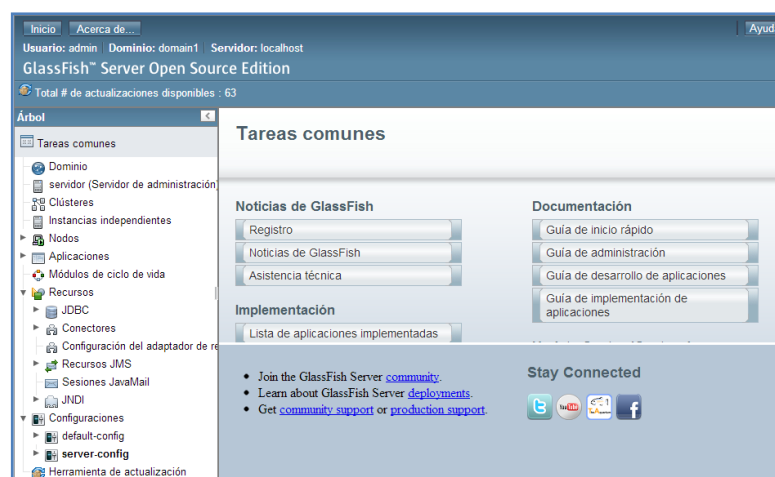 Inicio Acerca de...
Ayud
Usuario: admin Dominio: domain1 Servidor: localhost
GlassFish™ Server Open Source Edition
Total # de actualizaciones disponibles : 63
Árbol
Tareas comunes
Dominio
servidor (Servidor de administración
Clústeres
Instancias independientes
Nodos
Aplicaciones
Módulos de ciclo de vida
Recursos
JDBC
Conectores
Configuración del adaptador de re
Recursos JMS
Sesiones JavaMail
JNDI
Configuraciones
default-config
server-config
Herramienta de actualización
Tareas comunes
Noticias de GlassFish
Registro
Noticias de GlassFish
Asistencia técnica
Implementación
Lista de aplicaciones implementadas
Documentación
Guía de inicio rápido
Guía de administración
Guía de desarrollo de aplicaciones
Guía de implementación de
aplicaciones
Join the GlassFish Server community.
Learn about GlassFish Server deployments.
Get community support or production support.
Stay Connected